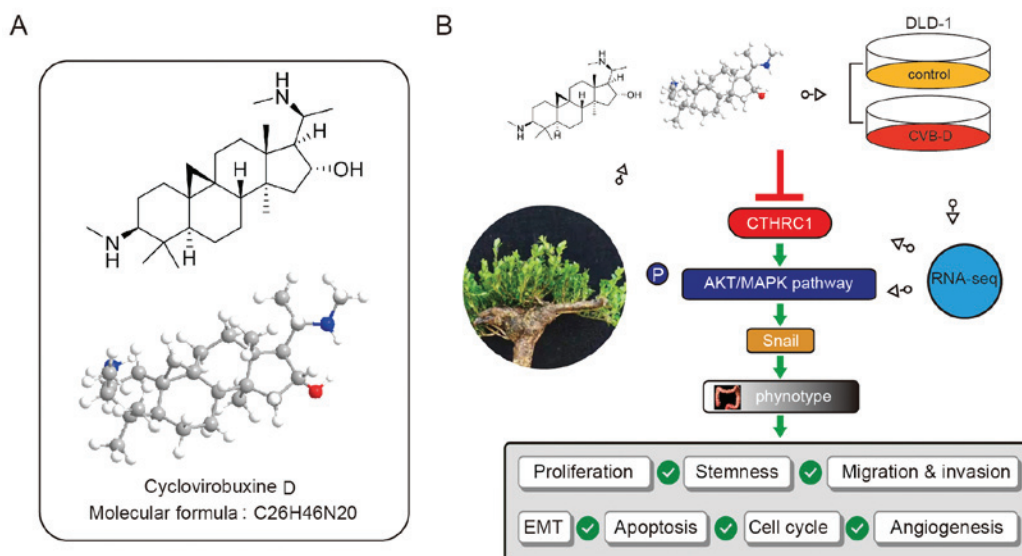 A
N
H
H
H
OH
H
N
H
Cyclovirobuxine D
Molecular formula : C26H46N20
B
N
H
H
H
OH
H
N
H
DLD-1
control
CVB-D
CTHRC1
P
AKT/MAPK pathway
RNA-seq
Snail
phynotype
Proliferation Stemness Migration & invasion
EMT Apoptosis Cell cycle Angiogenesis